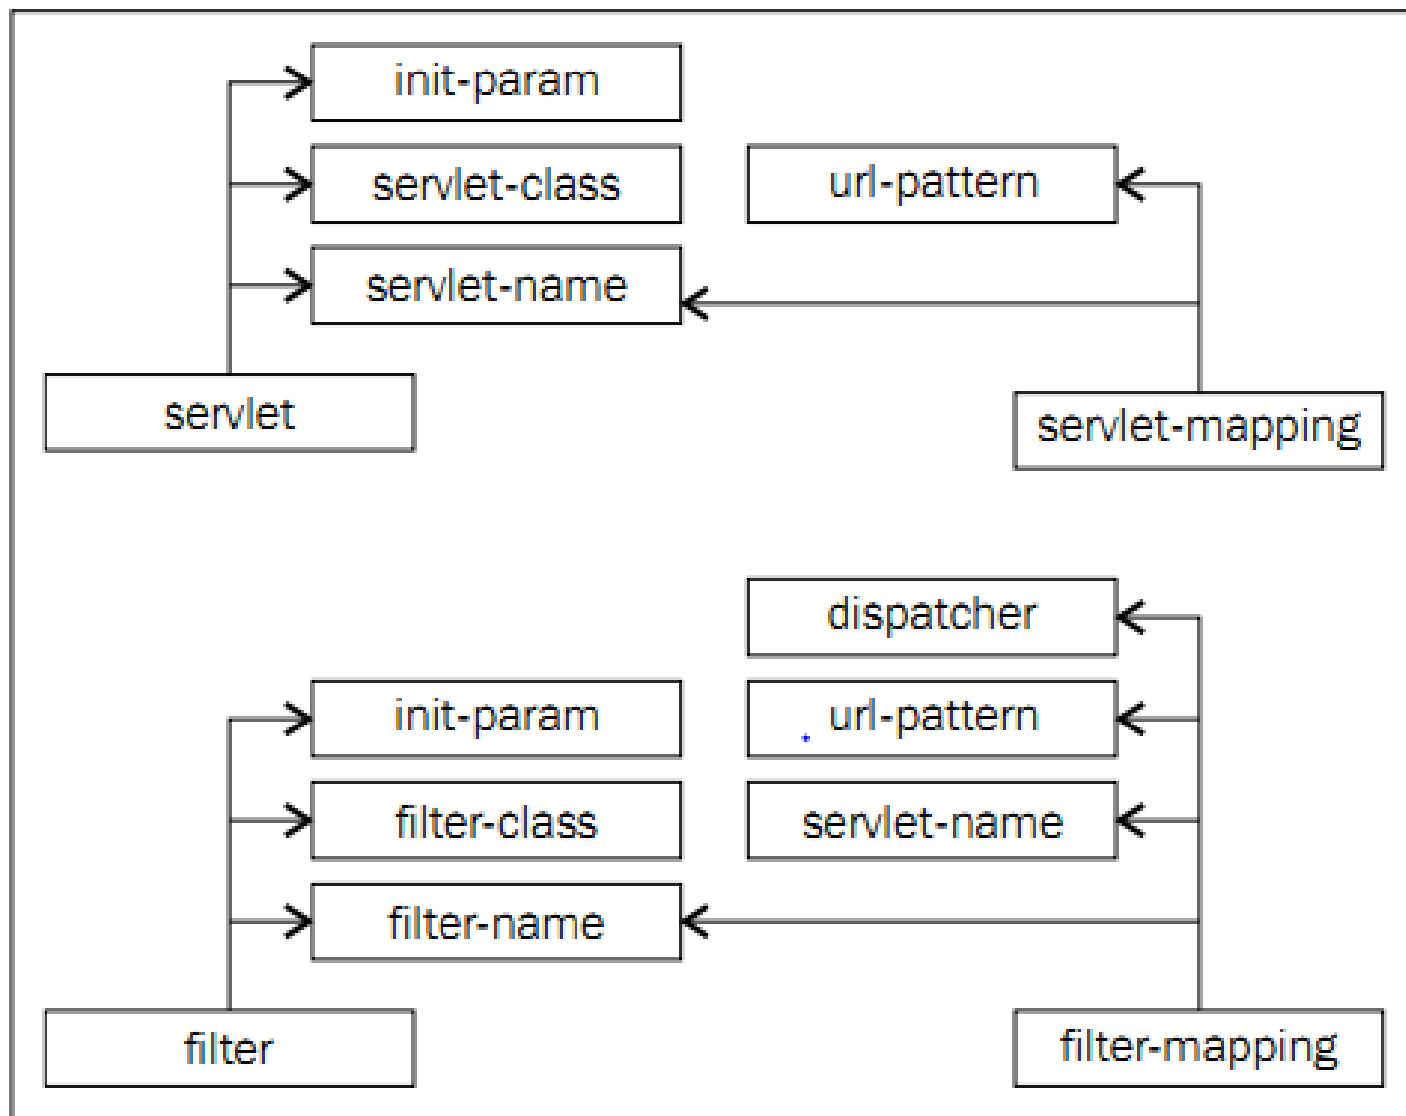 init-param
servlet-class
url-pattern
servlet-name
servlet
servlet-mapping
dispatcher
init-param
url-pattern
filter-class
servlet-name
filter-name
filter
filter-mapping